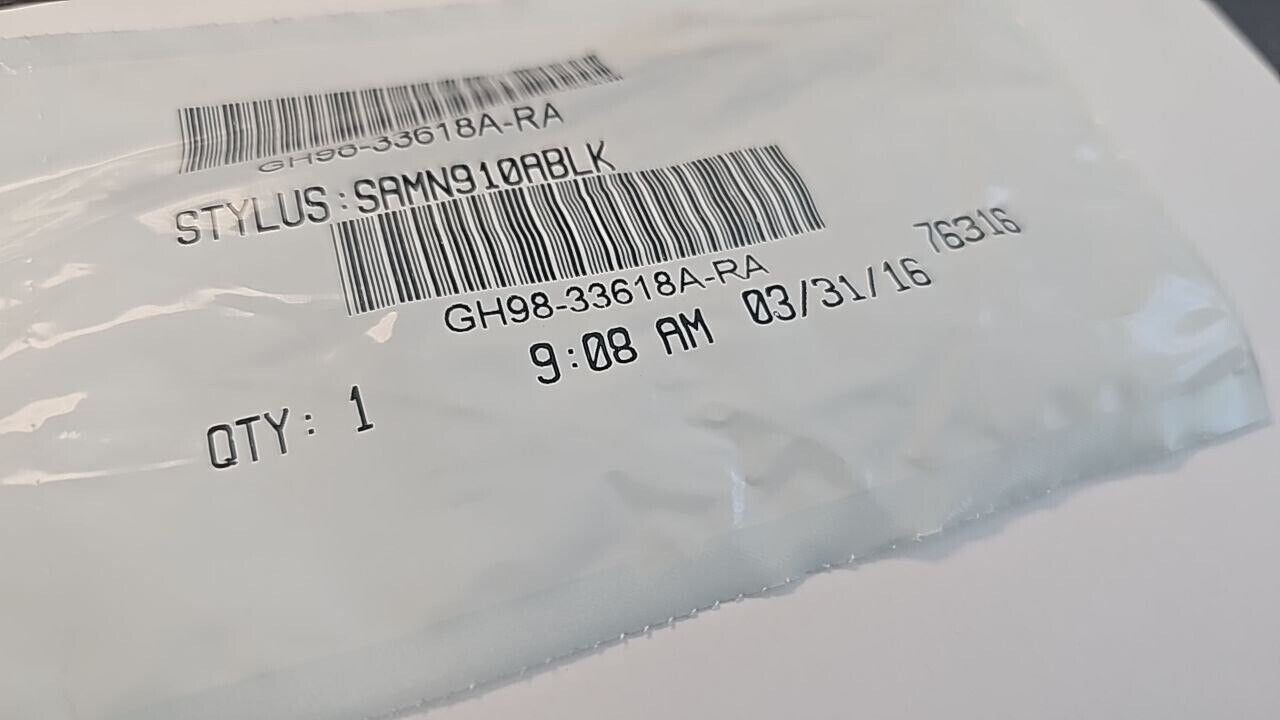 GH98-33618A-RA
STYLUS:SAMN910ABLK
GH98-33618A-RA
9:08 AM 03/31/16 76316
QTY: 1